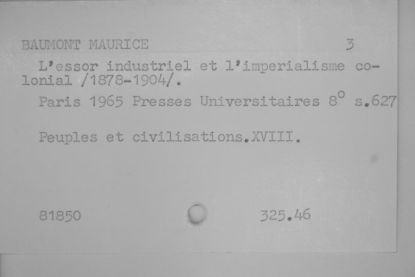 BAUMONT MAURICE 3
L'essor industriel et l'imperialisme co-
lonial /1878-1904/.
Paris 1965 Presses Universitaires 8° s.627
Peuples et civilisations.XVIII.
81850 325.46